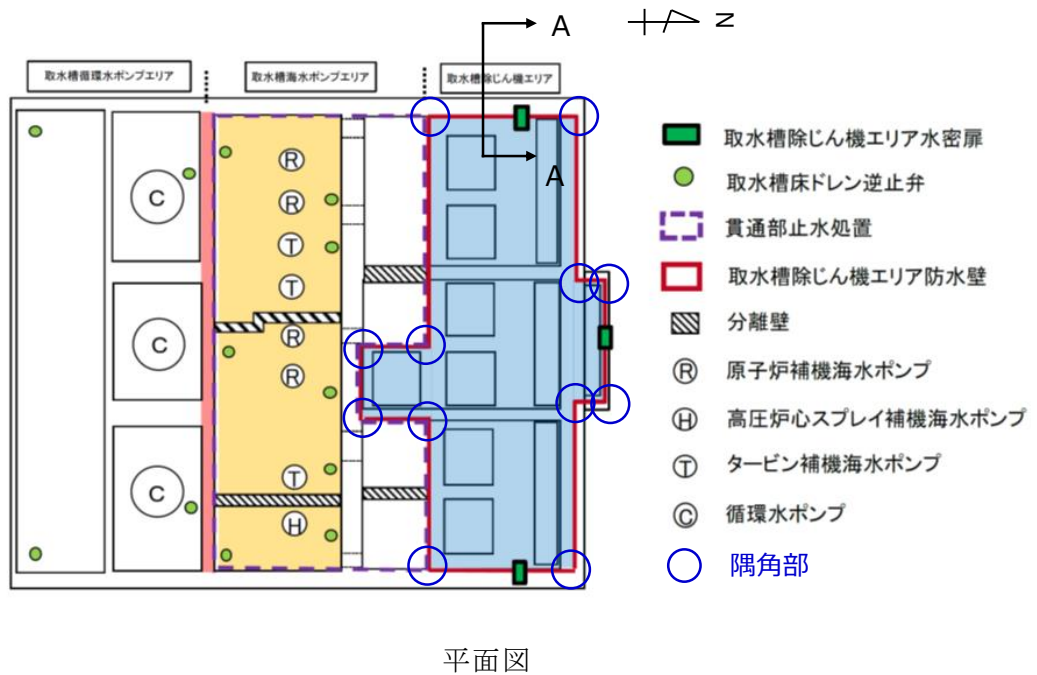 A
N
取水槽循環水ポンプエリア
取水槽海水ポンプエリア
取水槽除じん機エリア
A
R
R
T
T
R
R
T
H
C
C
C
取水槽除じん機エリア水密扉
取水槽床ドレン逆止弁
貫通部止水処置
取水槽除じん機エリア防水壁
分離壁
R 原子炉補機海水ポンプ
H 高圧炉心スプレイ補機海水ポンプ
T タービン補機海水ポンプ
C 循環水ポンプ
隅角部
平面図